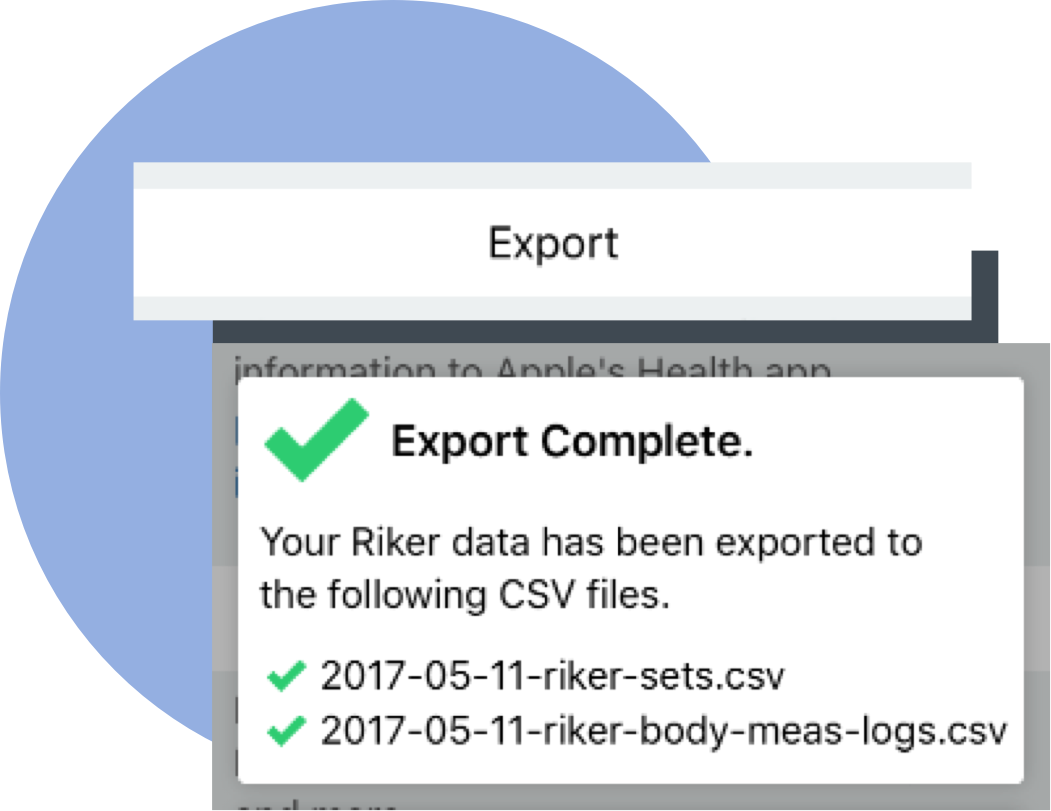 Export
information to Apple's Health app
Export Complete.
Your Riker data has been exported to
the following CSV files.
2017-05-11-riker-sets.csv
2017-05-11-riker-body-meas-logs.csv
and more